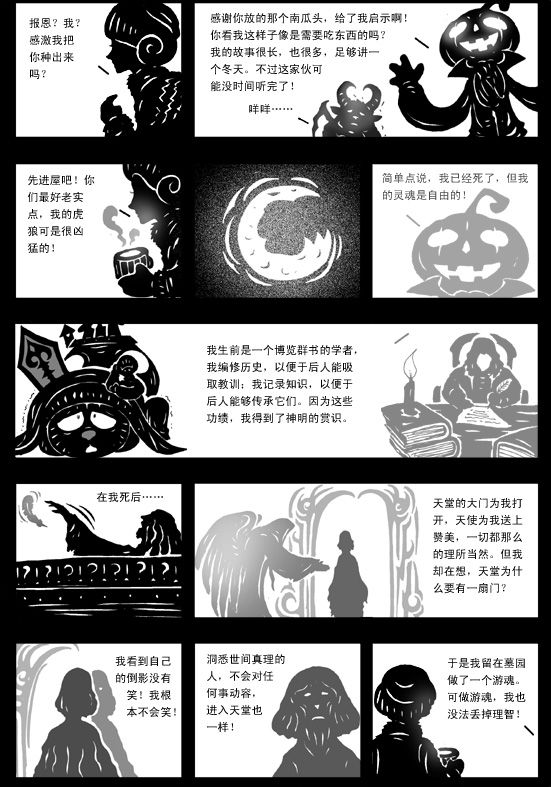 报恩？我？
感激我把
你种出来
吗？
感谢你放的那个南瓜头，给了我启示啊！
你看我这样子像是需要吃东西的吗？
我的故事很长，也很多，足够讲一
个冬天。不过这家伙可
能没时间听完了！
咩咩……
先进屋吧！你
们最好老实
点，我的虎
狼可是很凶
猛的！
简单点说，我已经死了，但我
的灵魂是自由的！
我生前是一个博览群书的学者，
我编修历史，以便于后人能吸
取教训；我记录知识，以便于
后人能够传承它们。因为这些
功绩，我得到了神明的赏识。
在我死后……
天堂的大门为我打
开，天使为我送上
赞美，一切都那么
的理所当然。但我
却在想，天堂为什
么要有一扇门？
我看到自己
的倒影没有
笑！我根
本不会笑！
洞悉世间真理的
人，不会对任
何事动容，
进入天堂也
一样！
于是我留在墓园
做了一个游魂。
可做游魂，我也
没法丢掉理智！